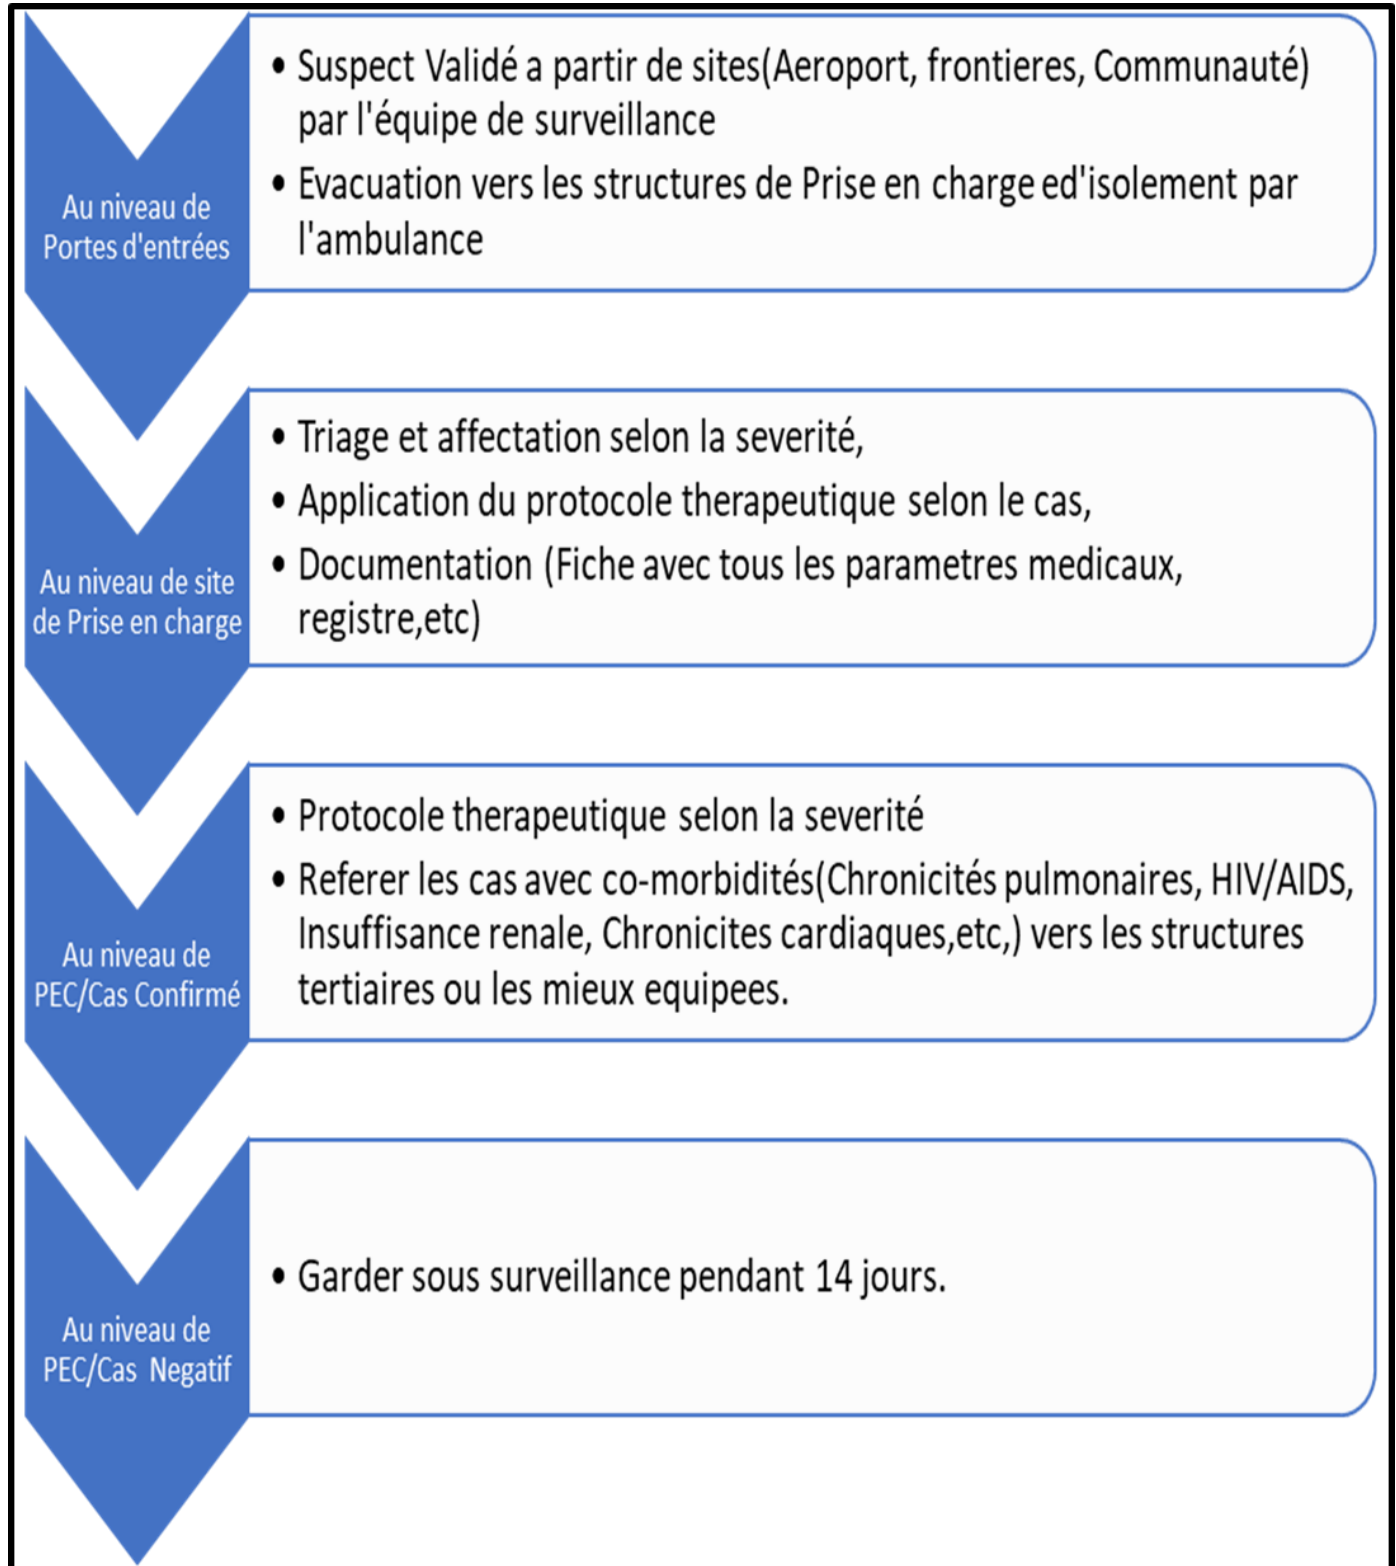 Au niveau de
Portes d'entrées
• Suspect Validé a partir de sites(Aeroport, frontieres, Communauté)
par l'équipe de surveillance
• Evacuation vers les structures de Prise en charge ed'isolement par
l'ambulance
Au niveau de site
de Prise en charge
• Triage et affectation selon la severité,
• Application du protocole therapeutique selon le cas,
• Documentation (Fiche avec tous les parametres medicaux,
registre,etc)
Au niveau de
PEC/Cas Confirmé
• Protocole therapeutique selon la severité
• Referer les cas avec co-morbidités(Chronicités pulmonaires, HIV/AIDS,
Insuffisance renale, Chronicites cardiaques,etc,) vers les structures
tertiaires ou les mieux equipees.
Au niveau de
PEC/Cas Negatif
• Garder sous surveillance pendant 14 jours.